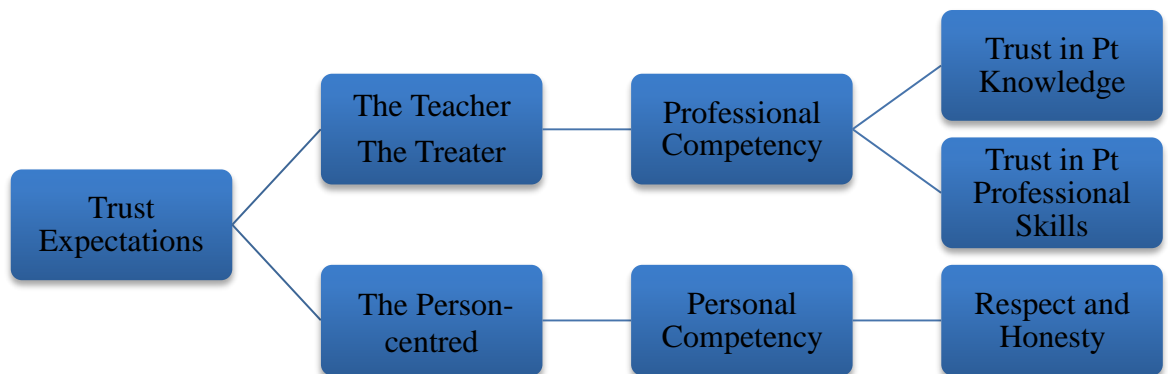 Trust
Expectations
The Teacher
The Treater
Professional
Competency
Trust in Pt
Knowledge
Trust in Pt
Professional
Skills
The Person-
centred
Personal
Competency
Respect and
Honesty